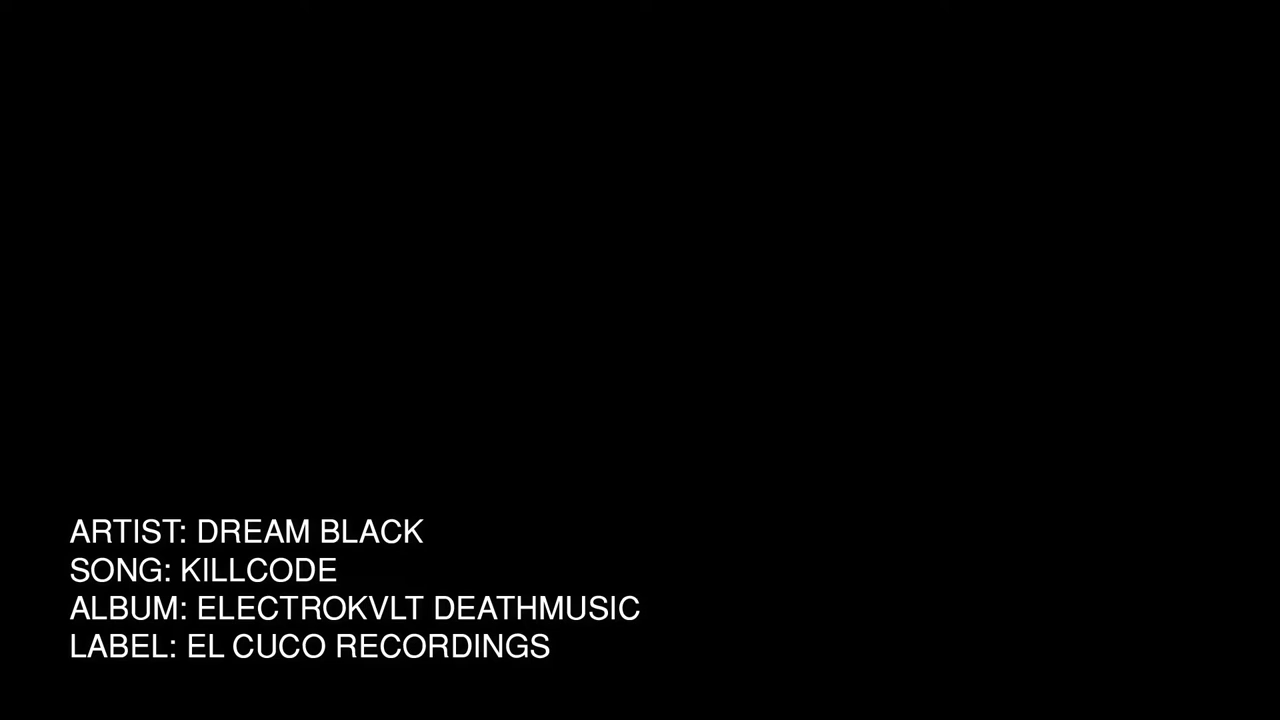 ARTIST: DREAM BLACK
SONG: KILLCODE
ALBUM: ELECTROKVLT DEATHMUSIC
LABEL: EL CUCO RECORDINGS